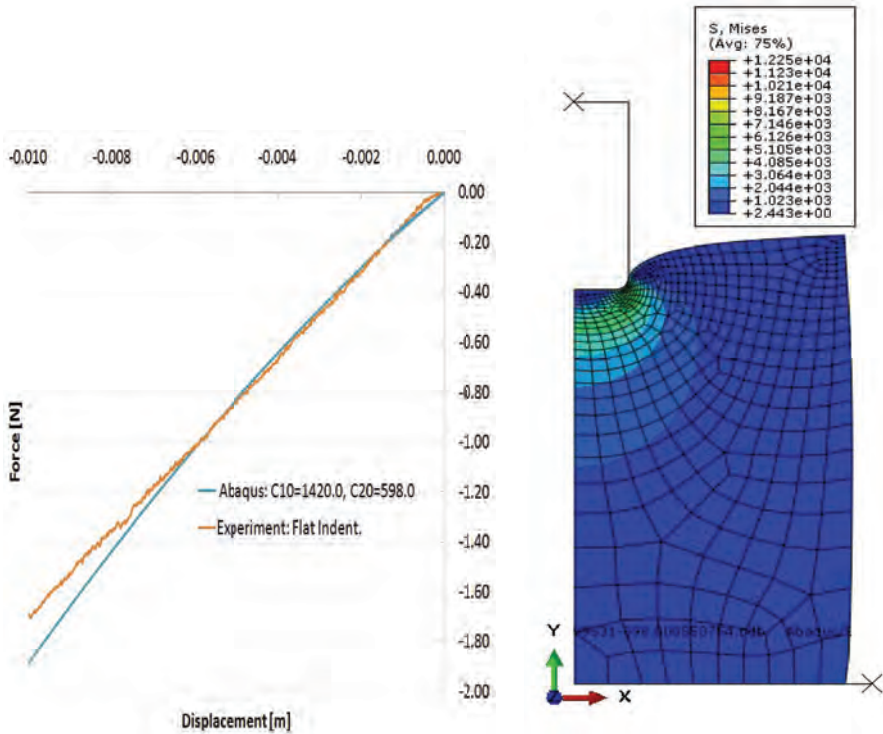 -0.010 -0.008 -0.006 -0.004 -0.002 0.000
0.00
-0.20
-0.40
-0.60
-0.80
-1.00
-1.20
-1.40
-1.60
-1.80
-2.00
Force [N]
Abaqus: C10=1420.0, C20=598.0
Experiment: Flat Indent.
Displacement [m]
S, Mises
(Avg: 75%)
+1.225e+04
+1.123e+04
+1.021e+04
+9.187e+03
+8.167e+03
+7.146e+03
+6.126e+03
+5.105e+03
+4.085e+03
+3.064e+03
+2.044e+03
+1.023e+03
+2.443e+00
Y
X